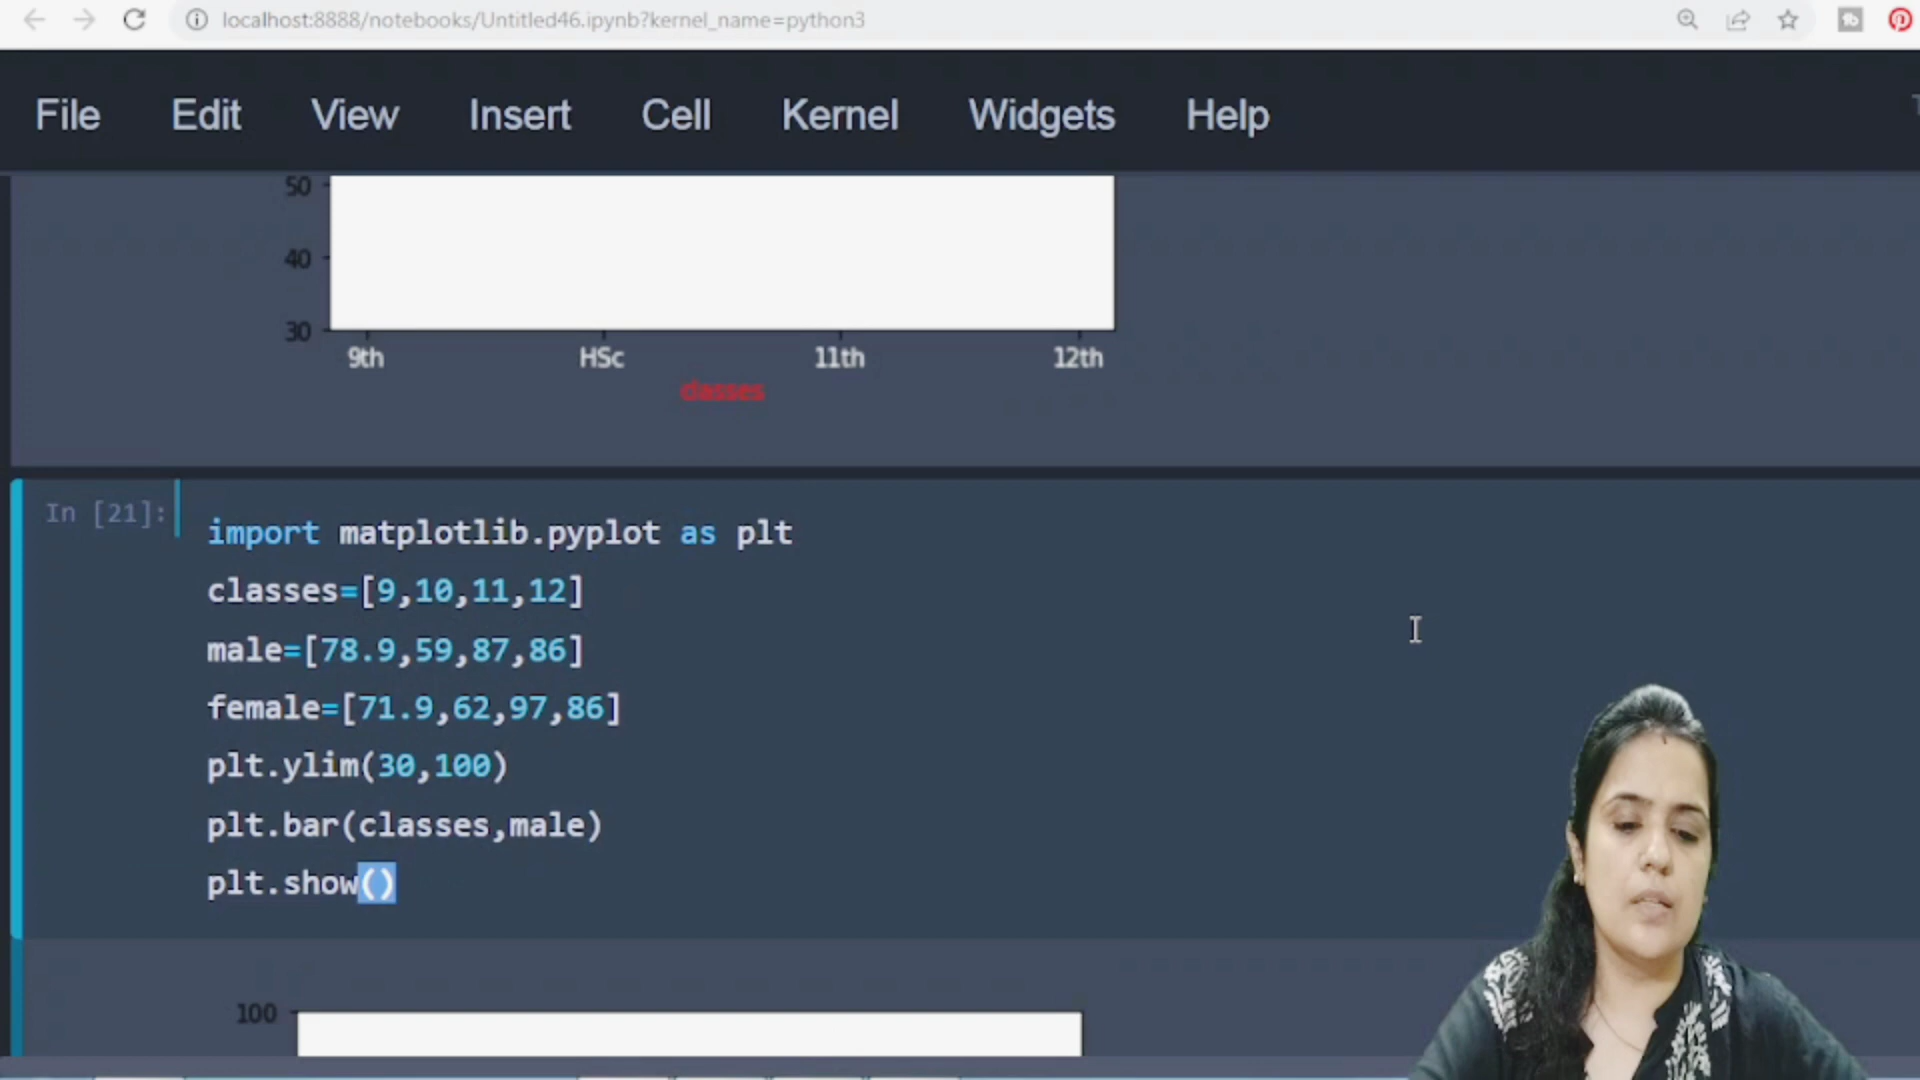 localhost:8888/notebooks/Untitled46.ipynb?kernel_name=python3
File Edit View Insert Cell Kernel Widgets Help
50
40
30
9th HSc 11th 12th
classes
In [21]:
import matplotlib.pyplot as plt
classes=[9,10,11,12]
male=[78.9,59,87,86]
female=[71.9,62,97,86]
plt.ylim(30,100)
plt.bar(classes,male)
plt.show()
100